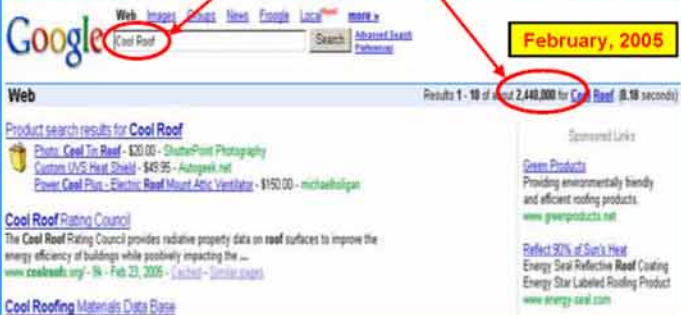 Web Images Groups News Froogle Local New! more »
Google Cool Roof Search Advanced Search
Preferences
February, 2005
Web Results 1 - 10 of about 2,440,000 for Cool Roof (0.18 seconds)
Product search results for Cool Roof
Photo: Cool Tin Roof - $20.00 - ShutterPoint Photography
Custom UVS Heat Shield - $49.95 - Autogeek.net
Power Cool Plus - Electric Roof Mount Attic Ventilator - $150.00 - michaelholigan
Cool Roof Rating Council
The Cool Roof Rating Council provides radiative property data on roof surfaces to improve the
energy efficiency of buildings while positively impacting the ...
www.coolroofs.org/ - 9k - Feb 23, 2005 - Cached - Similar pages
Cool Roofing Materials Data Base
Sponsored Links
Green Products
Providing environmentally friendly
and efficient roofing products.
www.greenproducts.net
Reflect 90% of Sun's Heat
Energy Seal Reflective Roof Coating
Energy Star Labeled Roofing Product
www.energy-seal.com